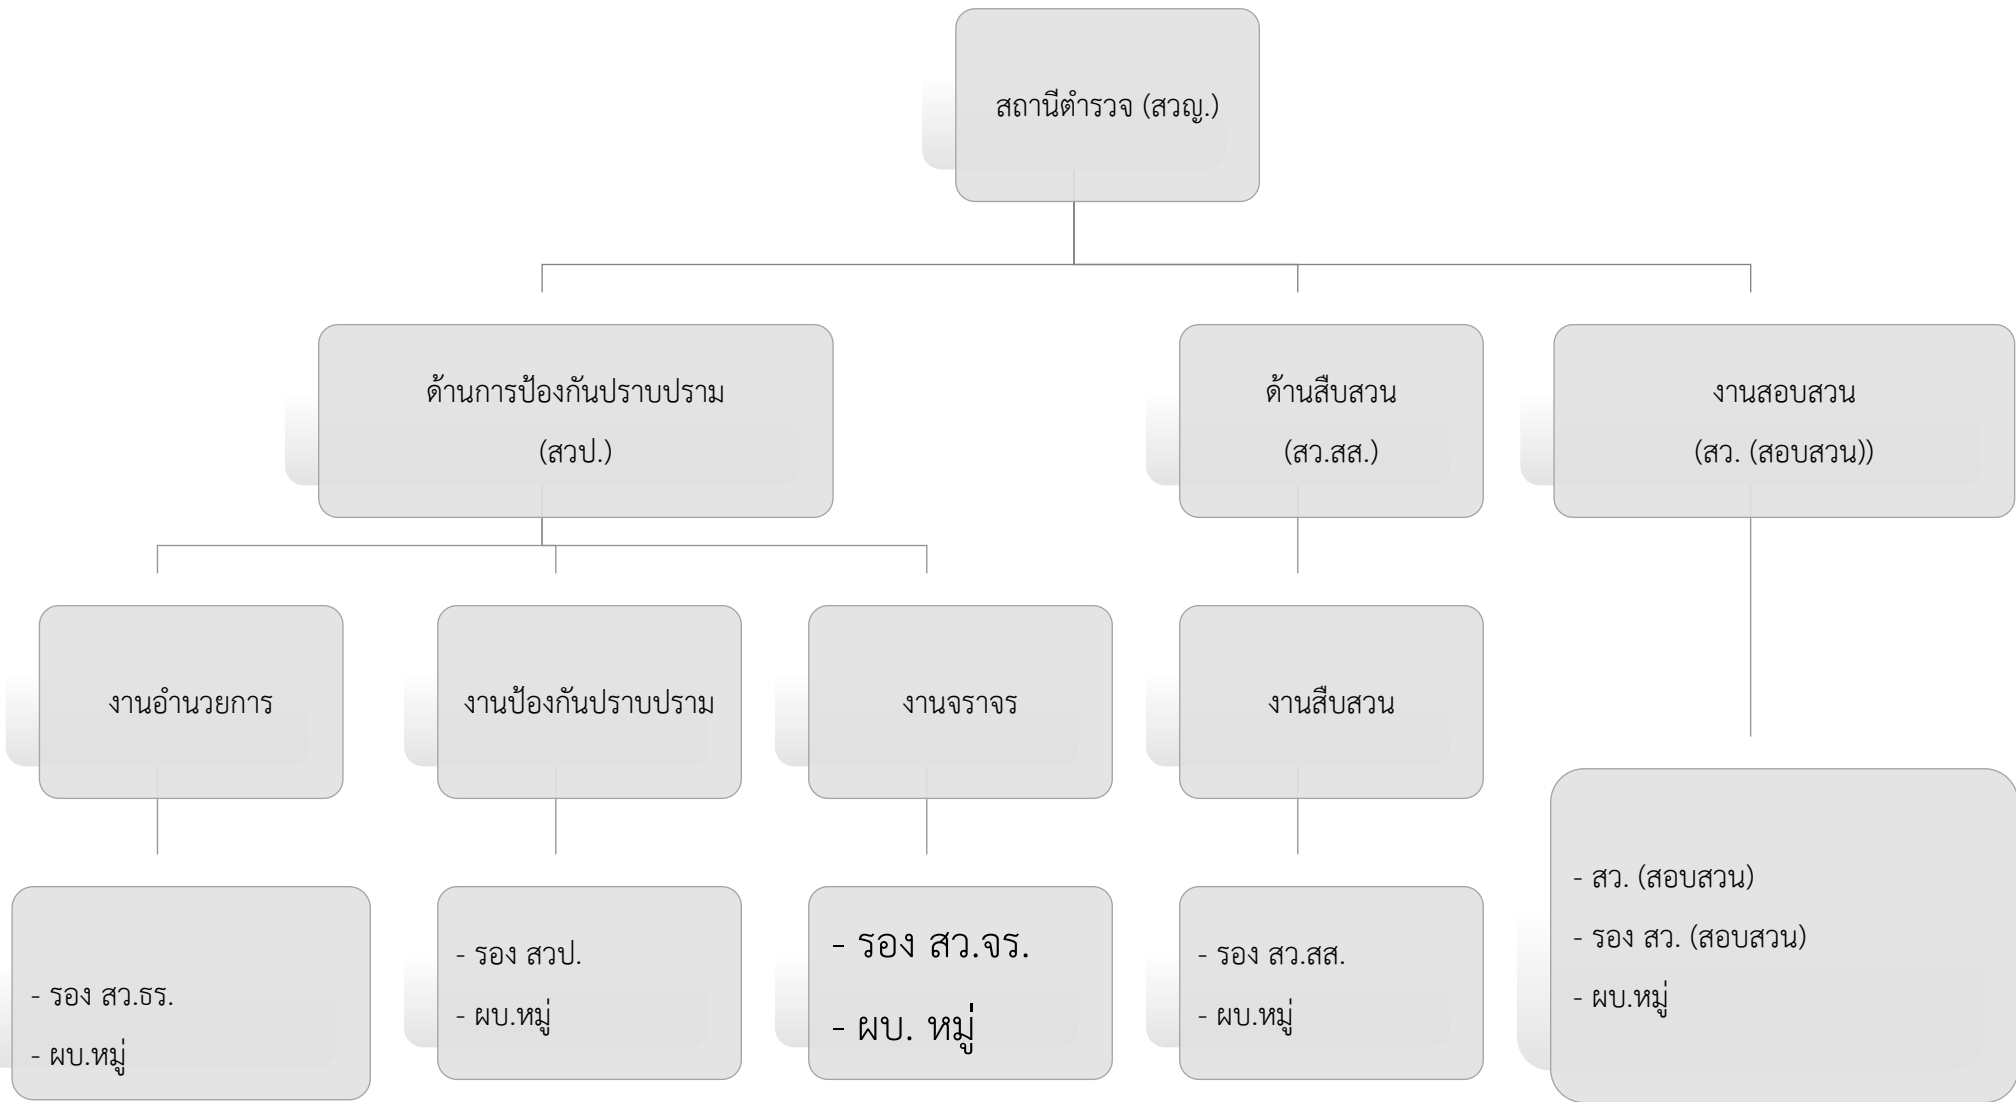 สถานีตำรวจ (สวญ.)
ด้านการป้องกันปราบปราม
(สวป.)
ด้านสืบสวน
(สว.สส.)
งานสอบสวน
(สว. (สอบสวน))
งานอำนวยการ
งานป้องกันปราบปราม
งานจราจร
งานสืบสวน
- รอง สว.ธร.
- ผบ.หมู่
- รอง สวป.
- ผบ.หมู่
- รอง สว.จร.
- ผบ. หมู่
- รอง สว.สส.
- ผบ.หมู่
- สว. (สอบสวน)
- รอง สว. (สอบสวน)
- ผบ.หมู่